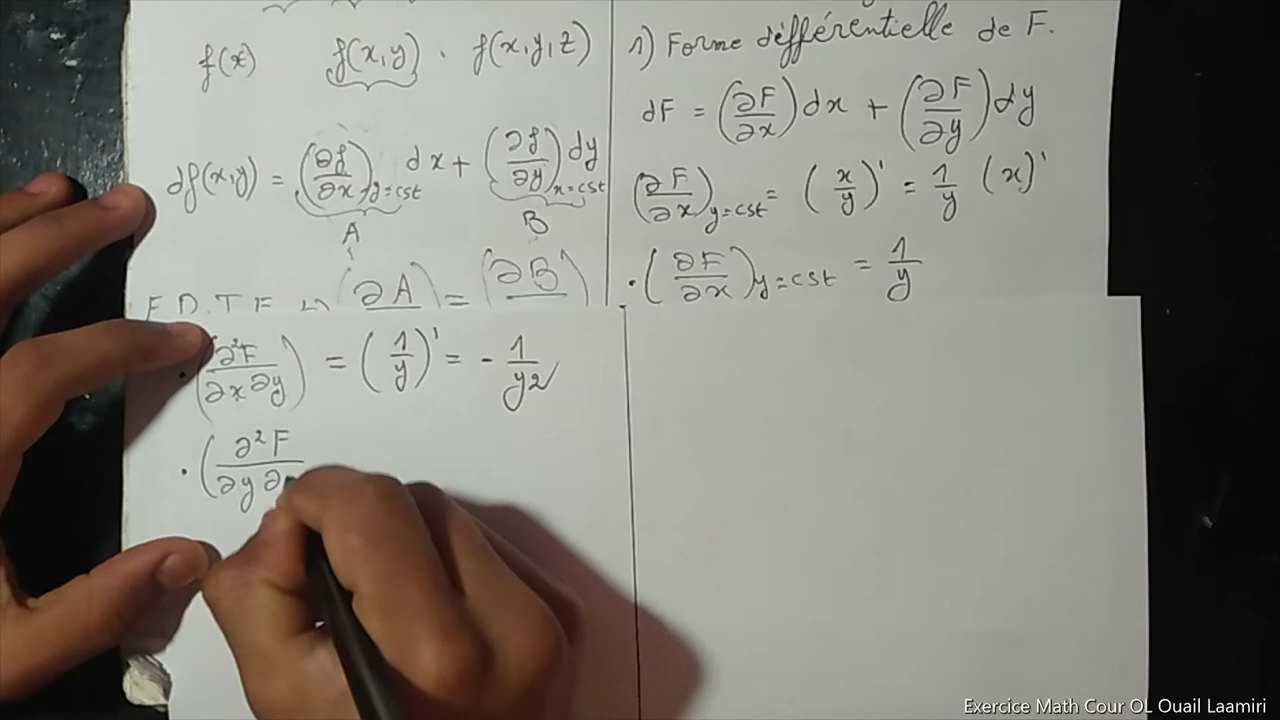 f(x) f(x,y) . f(x,y,z)
df(x,y) = (∂f/∂x)y=cst dx + (∂f/∂y)x=cst dy
A B
(∂A = (∂B
1) Forme défférentielle de F.
dF = (∂F/∂x)dx + (∂F/∂y)dy
(∂F/∂x)y=cst = (x/y)' = 1/y (x)'
• (∂F/∂x)y=cst = 1/y
• (∂²F/∂x∂y) = (1/y)' = - 1/y2
• (∂²F/∂y∂
Exercice Math Cour OL Ouail Laamiri